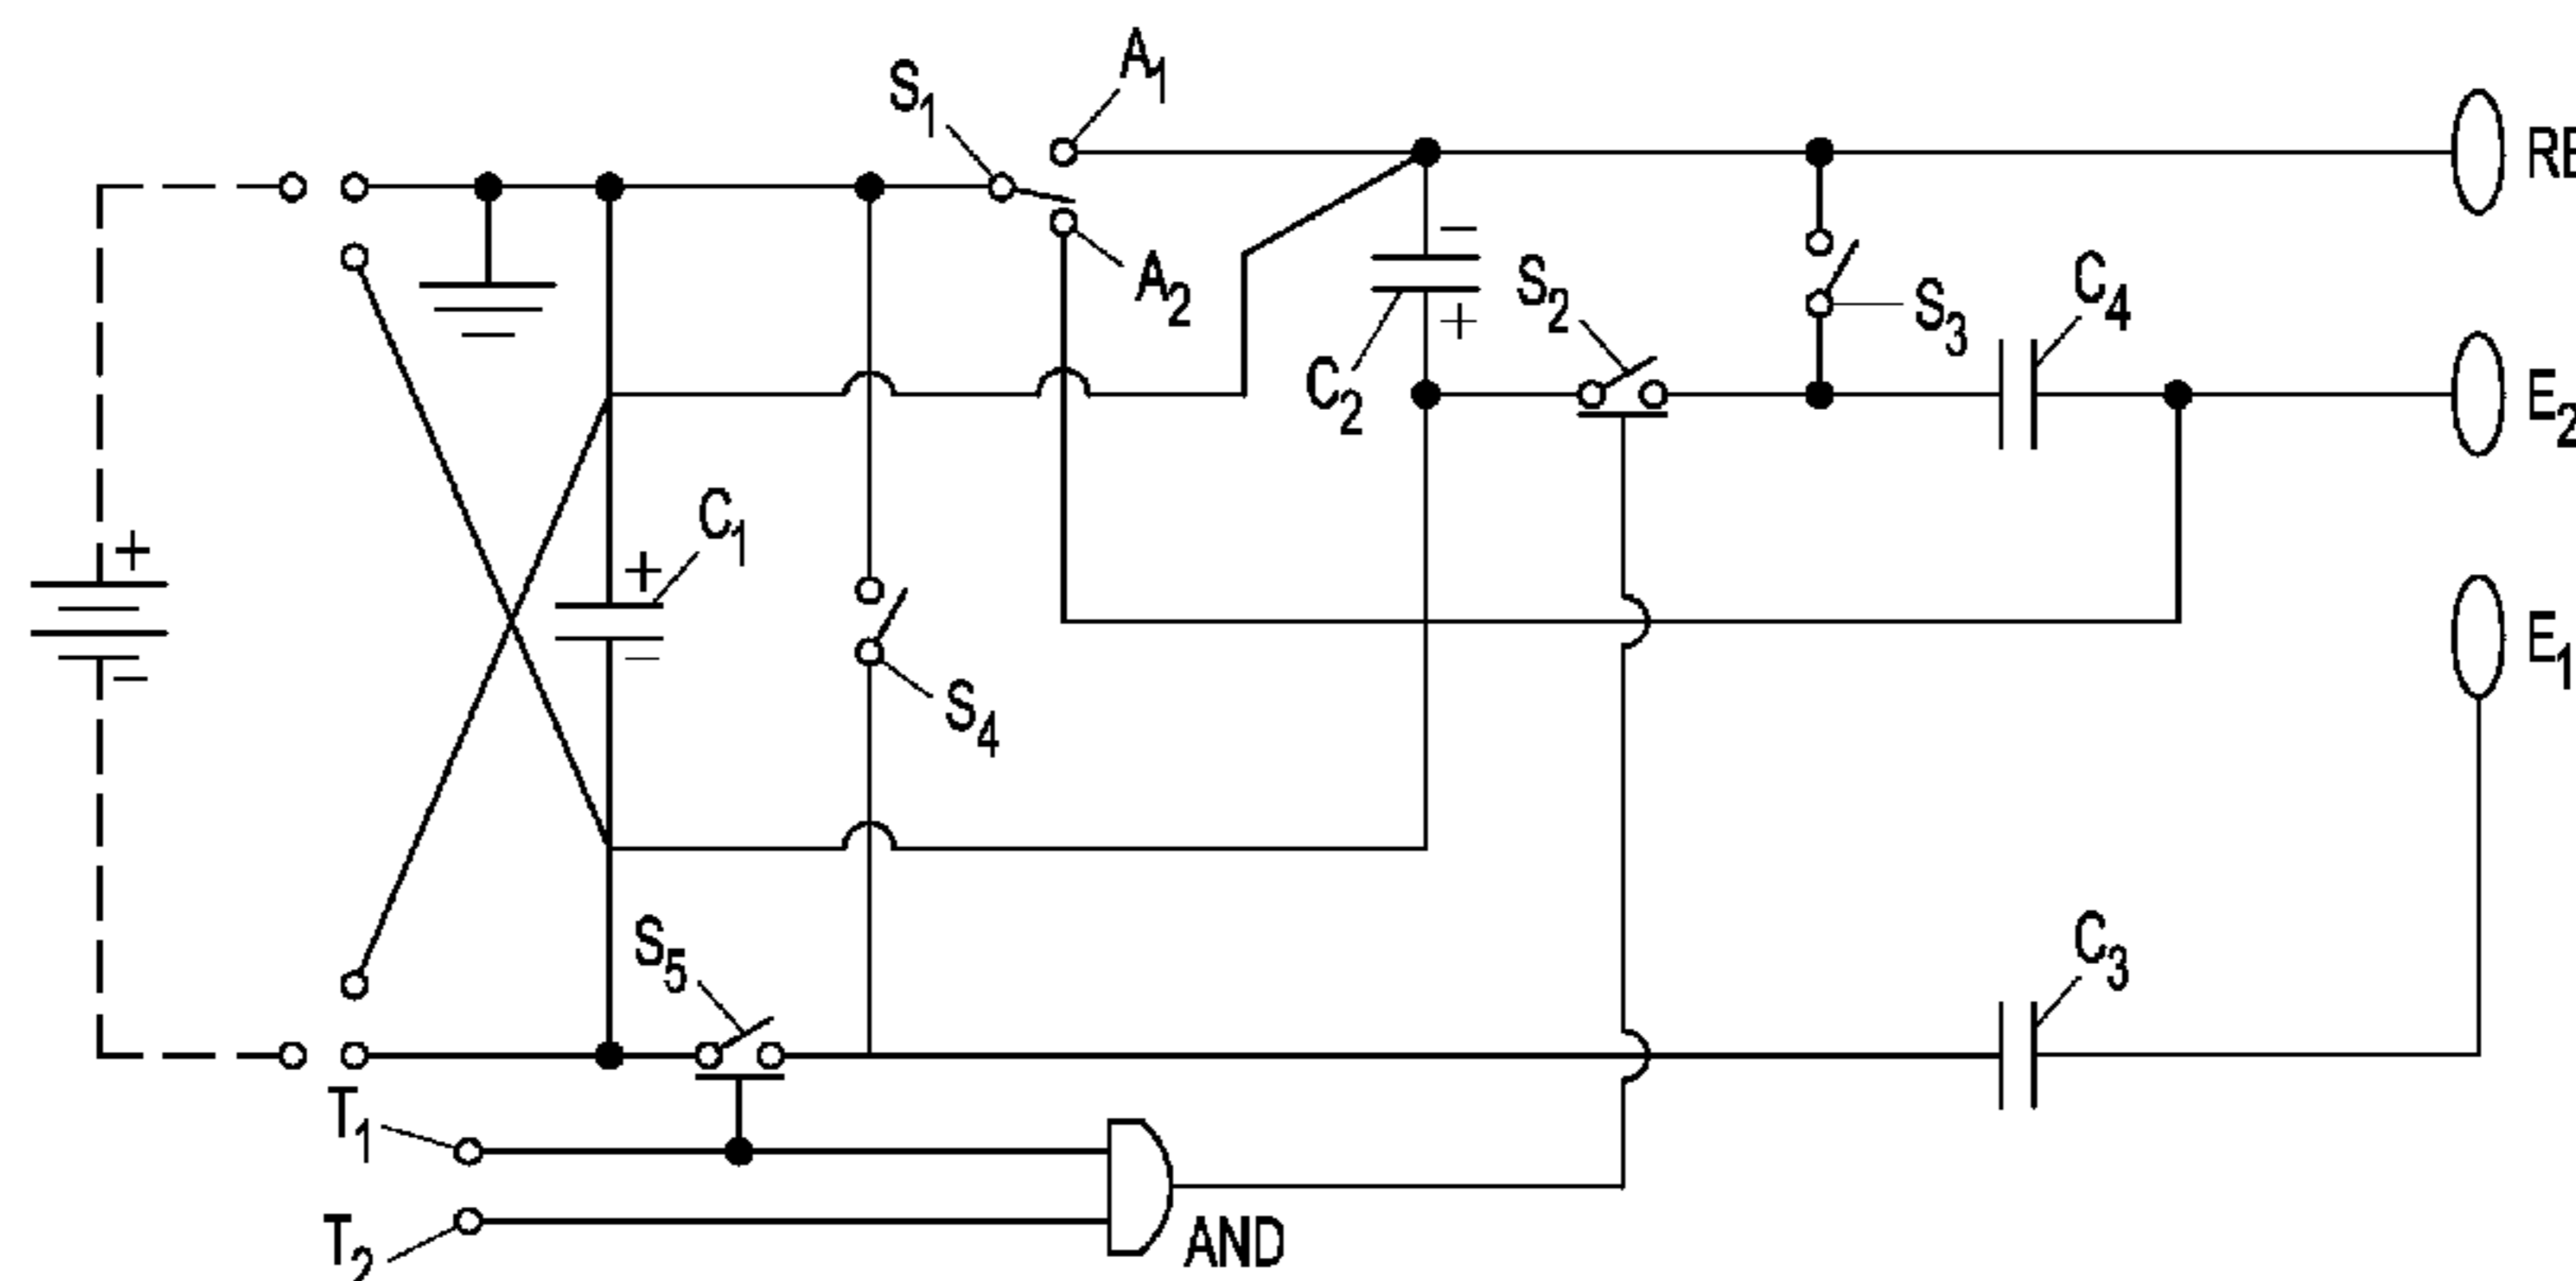 A1
S1
RE
A2
S2
C4
S3
C2
E2
+
−
+
−
C1
+
−
E1
S4
S5
C3
T1
T2
AND